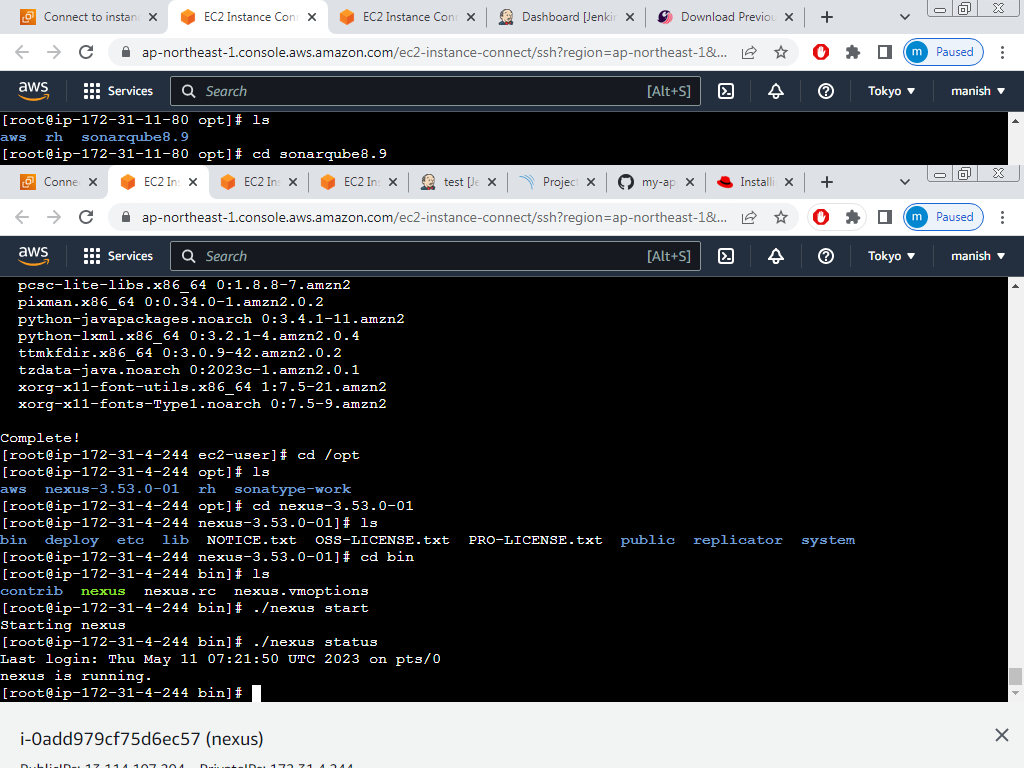 Connect to instan
EC2 Instance Conn
EC2 Instance Conn
Dashboard [Jenki
Download Previou
ap-northeast-1.console.aws.amazon.com/ec2-instance-connect/ssh?region=ap-northeast-1&...
m Paused
aws Services Search [Alt+S] Tokyo ▼ manish ▼
[root@ip-172-31-11-80 opt]# ls
aws rh sonarqube8.9
[root@ip-172-31-11-80 opt]# cd sonarqube8.9
Conne
EC2 Ins
EC2 Ins
EC2 Ins
test [Je
Project
my-ap
Installi
ap-northeast-1.console.aws.amazon.com/ec2-instance-connect/ssh?region=ap-northeast-1&...
m Paused
aws Services Search [Alt+S] Tokyo ▼ manish ▼
pcsc-lite-libs.x86_64 0:1.8.8-7.amzn2
pixman.x86_64 0:0.34.0-1.amzn2.0.2
python-javapackages.noarch 0:3.4.1-11.amzn2
python-lxml.x86_64 0:3.2.1-4.amzn2.0.4
ttmkfdir.x86_64 0:3.0.9-42.amzn2.0.2
tzdata-java.noarch 0:2023c-1.amzn2.0.1
xorg-x11-font-utils.x86_64 1:7.5-21.amzn2
xorg-x11-fonts-Type1.noarch 0:7.5-9.amzn2
Complete!
[root@ip-172-31-4-244 ec2-user]# cd /opt
[root@ip-172-31-4-244 opt]# ls
aws nexus-3.53.0-01 rh sonatype-work
[root@ip-172-31-4-244 opt]# cd nexus-3.53.0-01
[root@ip-172-31-4-244 nexus-3.53.0-01]# ls
bin deploy etc lib NOTICE.txt OSS-LICENSE.txt PRO-LICENSE.txt public replicator system
[root@ip-172-31-4-244 nexus-3.53.0-01]# cd bin
[root@ip-172-31-4-244 bin]# ls
contrib nexus nexus.rc nexus.vmoptions
[root@ip-172-31-4-244 bin]# ./nexus start
Starting nexus
[root@ip-172-31-4-244 bin]# ./nexus status
Last login: Thu May 11 07:21:50 UTC 2023 on pts/0
nexus is running.
[root@ip-172-31-4-244 bin]#
i-0add979cf75d6ec57 (nexus)
PublicIPs: 13.114.107.204 PrivateIPs: 172.31.4.244